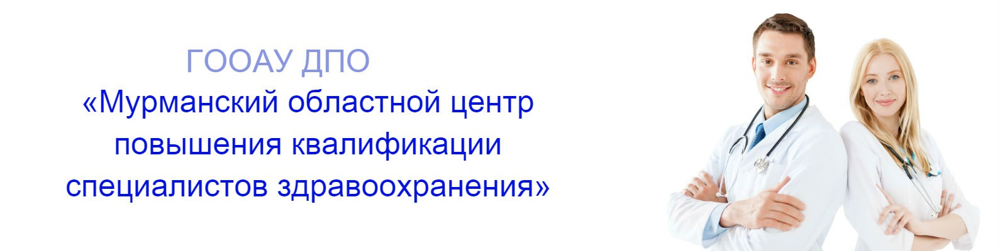 ГООАУ ДПО
«Мурманский областной центр
повышения квалификации
специалистов здравоохранения»